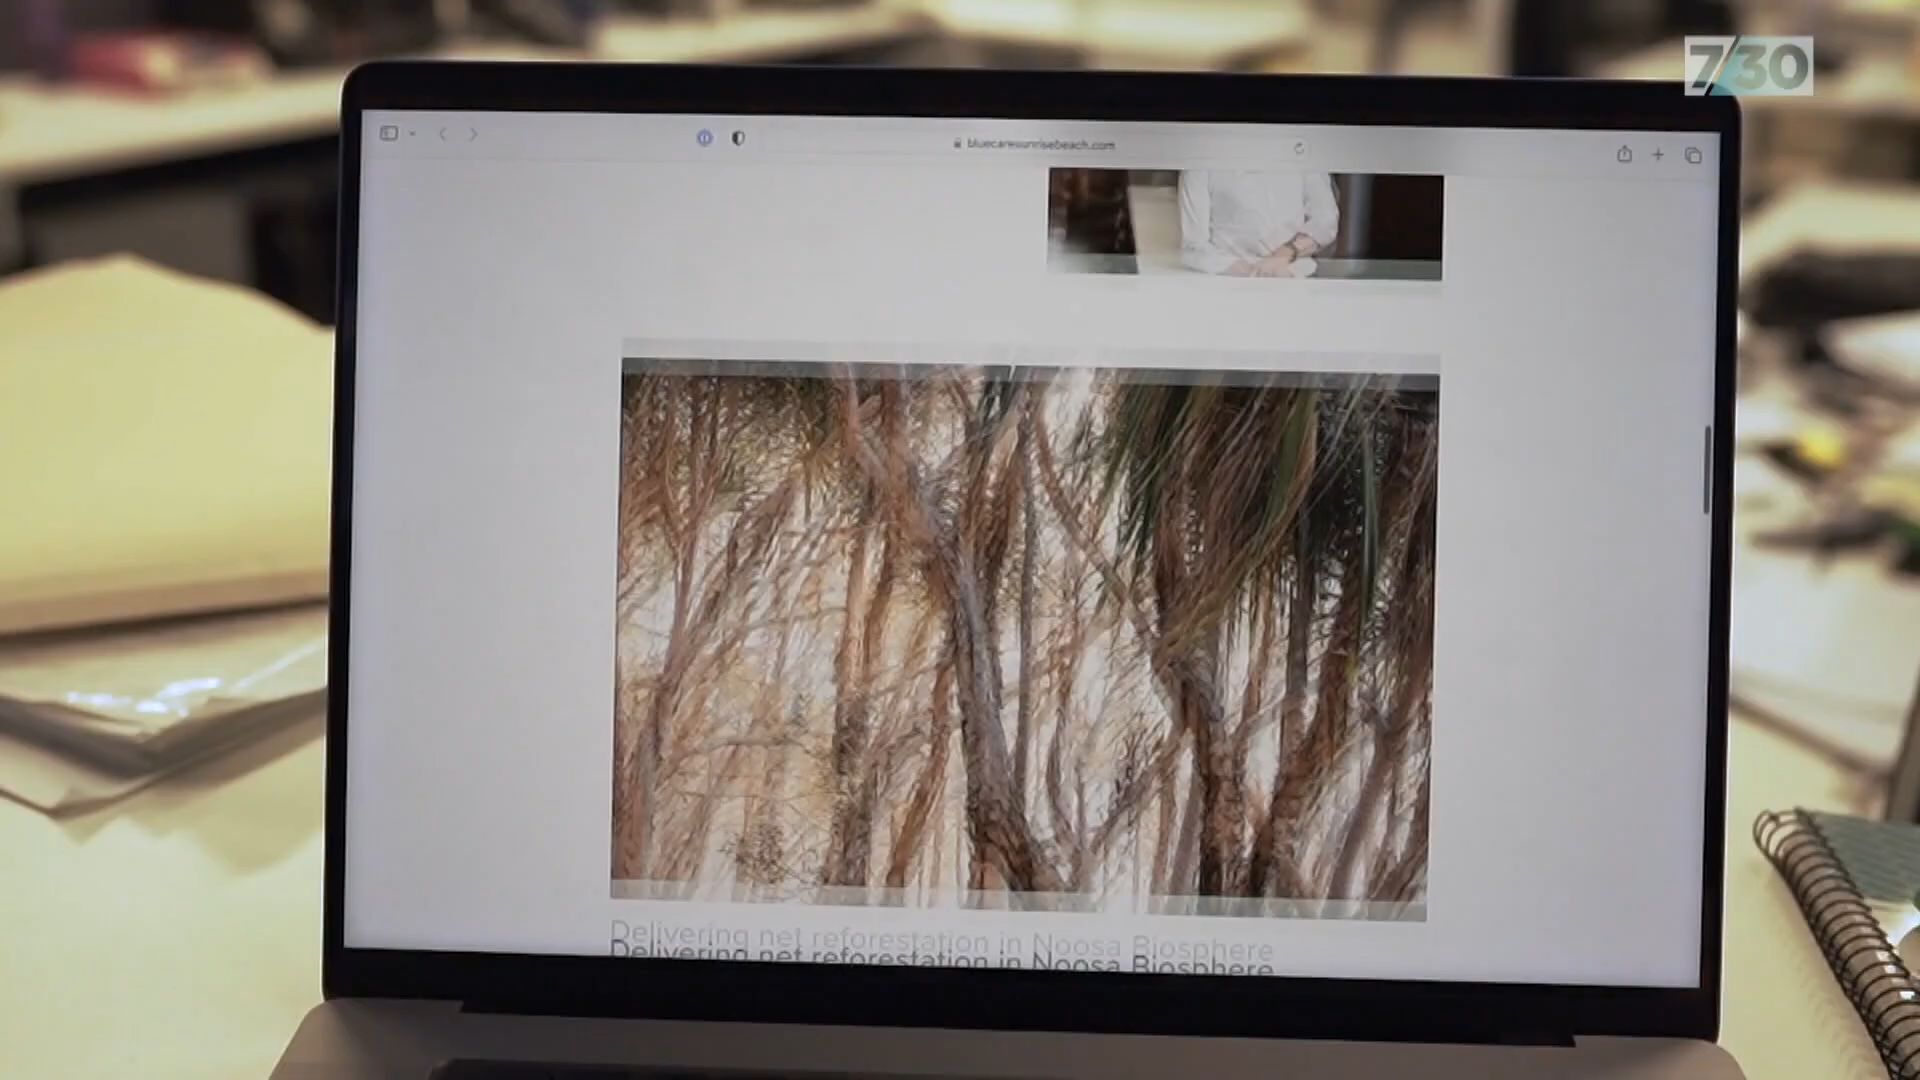 7/30
bluecaresunrisebeach.com
Delivering net reforestation in Noosa Biosphere
Delivering net reforestation in Noosa Biosphere